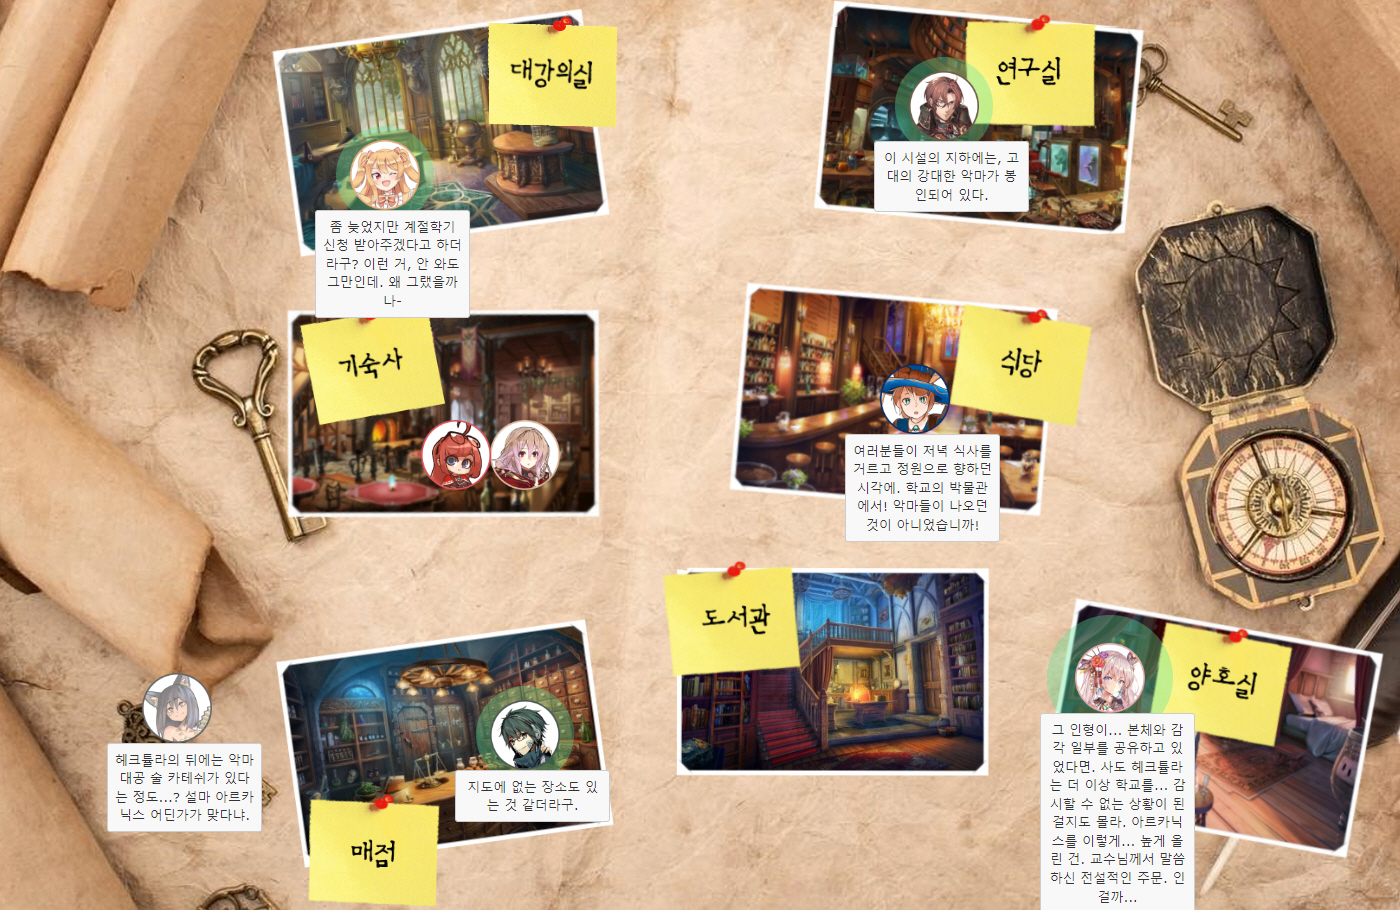 대강의실
좀 늦었지만 계절학기
신청 받아주겠다고 하더
라구? 이런 거, 안 와도
그만인데. 왜 그랬을까
나-
연구실
이 시설의 지하에는, 고
대의 강대한 악마가 봉
인되어 있다.
기숙사
식당
여러분들이 저녁 식사를
거르고 정원으로 향하던
시각에. 학교의 박물관
에서! 악마들이 나오던
것이 아니었습니까!
도서관
양호실
그 인형이... 본체와 감
각 일부를 공유하고 있
었다면. 사도 헤크튤라
는 더 이상 학교를... 감
시할 수 없는 상황이 된
걸지도 몰라. 아르카닉
스를 이렇게... 높게 올
린 건. 교수님께서 말씀
하신 전설적인 주문. 인
걸까...
헤크튤라의 뒤에는 악마
대공 술 카테쉬가 있다
는 정도...? 설마 아르카
닉스 어딘가가 맞다냐.
지도에 없는 장소도 있
는 것 같더라구.
매점